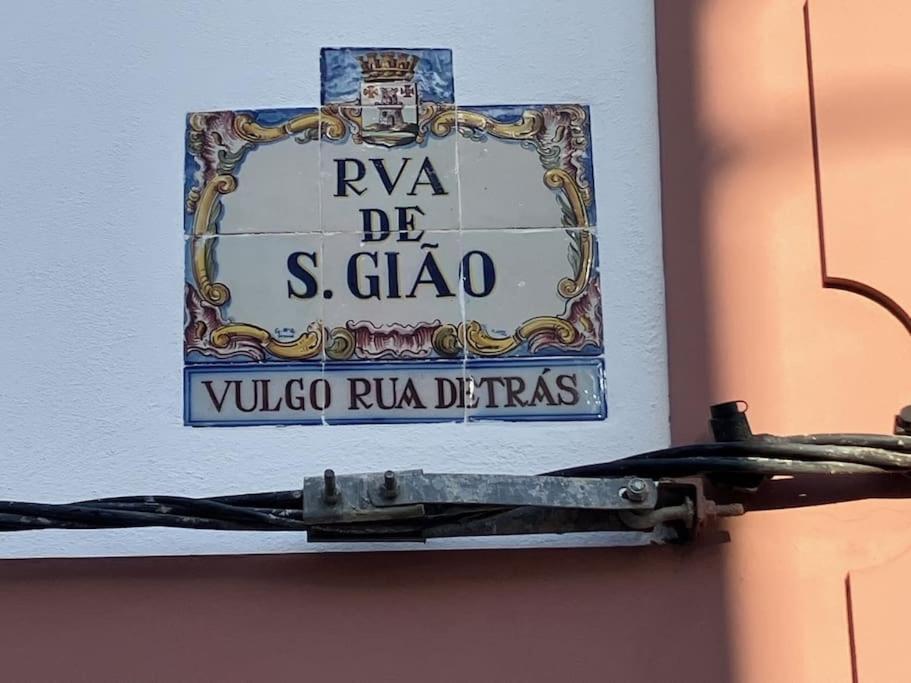 RVA
DE
S. GIÃO
VULGO RUA DETRÁS